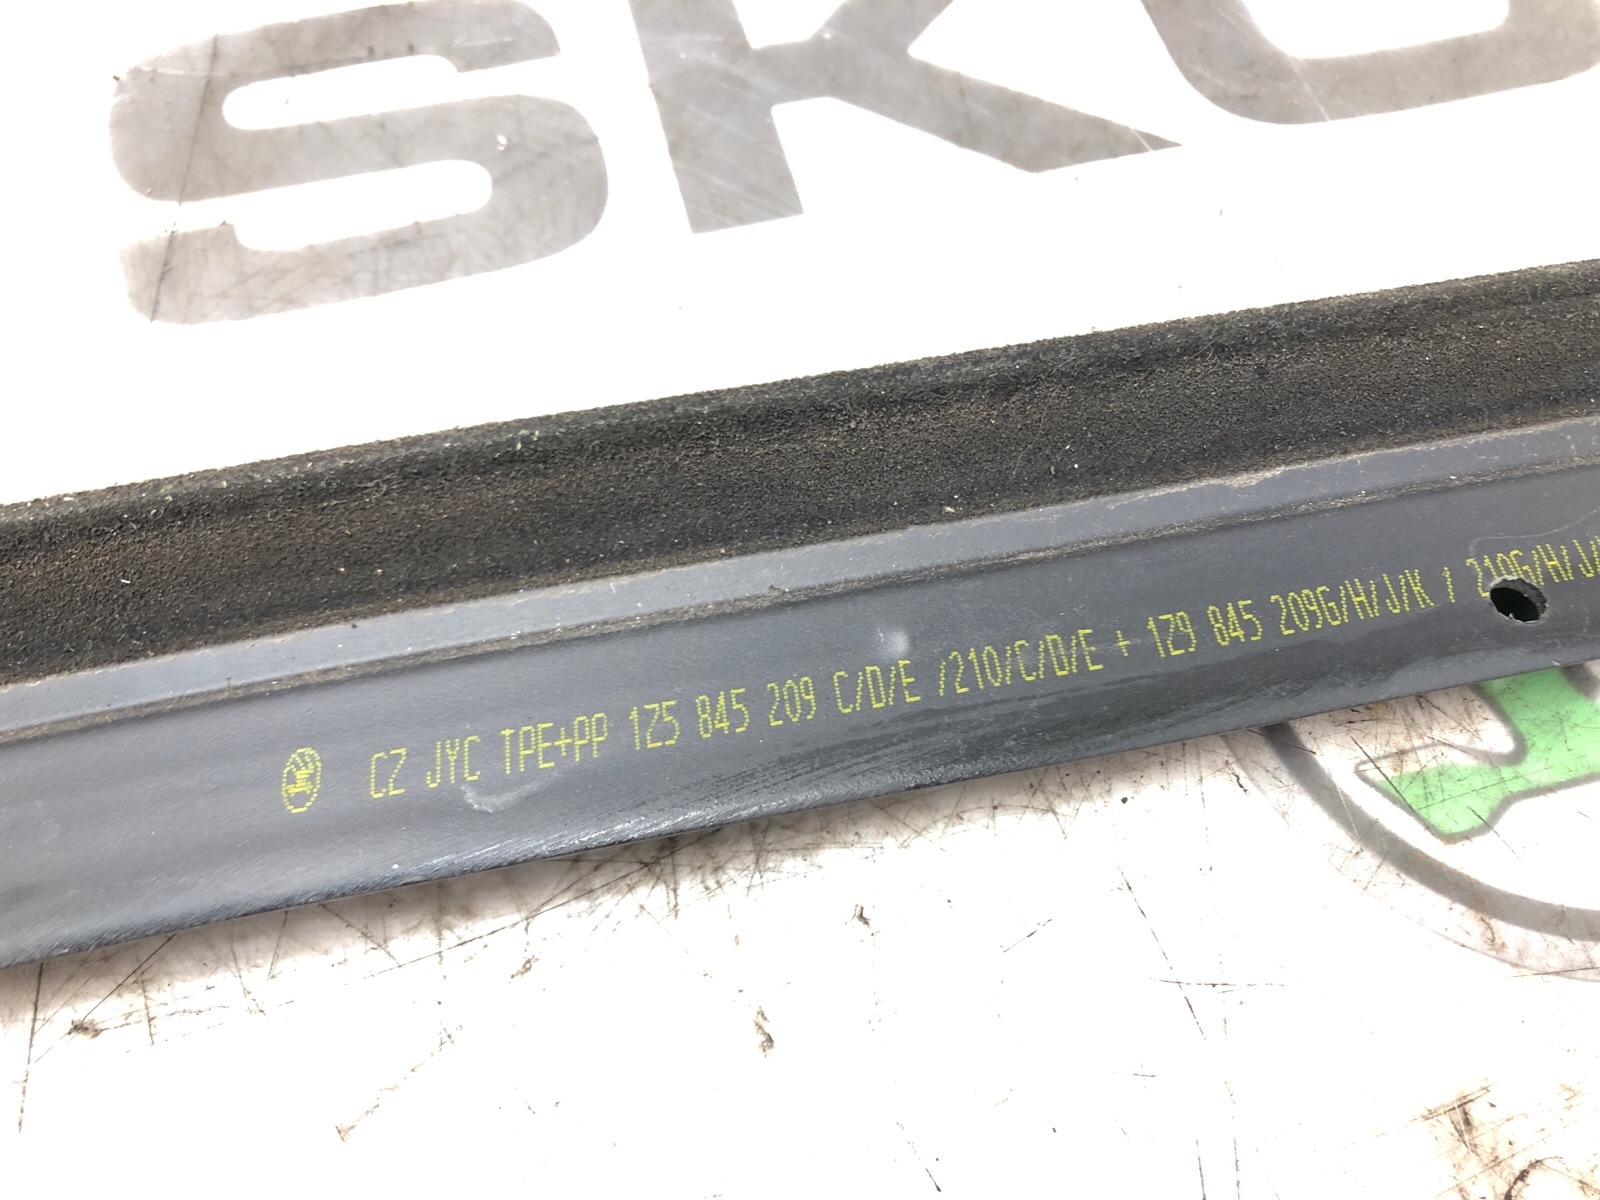 SKO
CZ JYC TPE+PP 1Z5 845 209 C/D/E /210/C/D/E + 1Z9 845 209G/H/J/K / 210G/H/J/